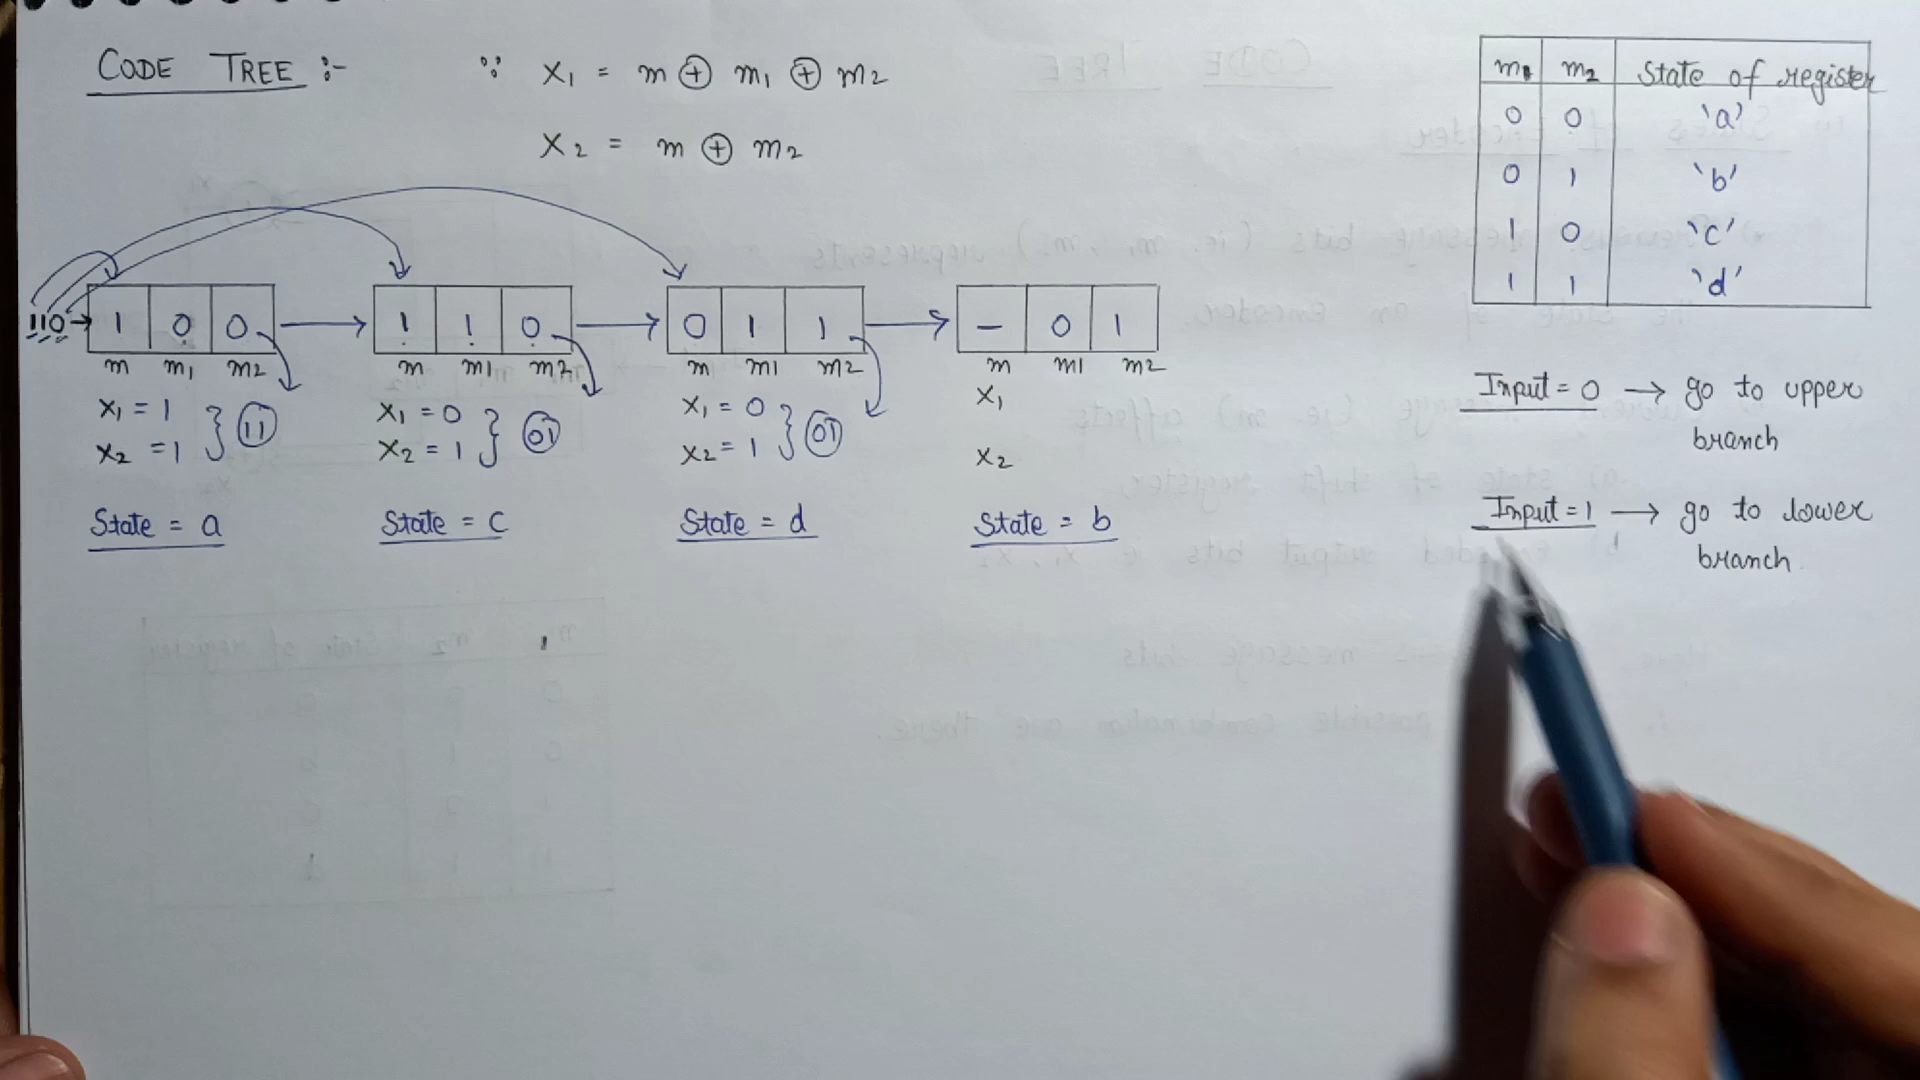 CODE TREE :-
∵ x1 = m ⊕ m1 ⊕ m2
x2 = m ⊕ m2
110 → 1 0 0 → 1 1 0 → 0 1 1 → - 0 1
m m1 m2 m m1 m2 m m1 m2 m m1 m2
x1 = 1
x2 = 1 } 11
x1 = 0
x2 = 1 } 01
x1 = 0
x2 = 1 } 01
x1
x2
State = a
State = c
State = d
State = b
m1 m2 State of register
0 0 'a'
0 1 'b'
1 0 'c'
1 1 'd'
Input = 0 → go to upper
branch
Input = 1 → go to lower
branch.